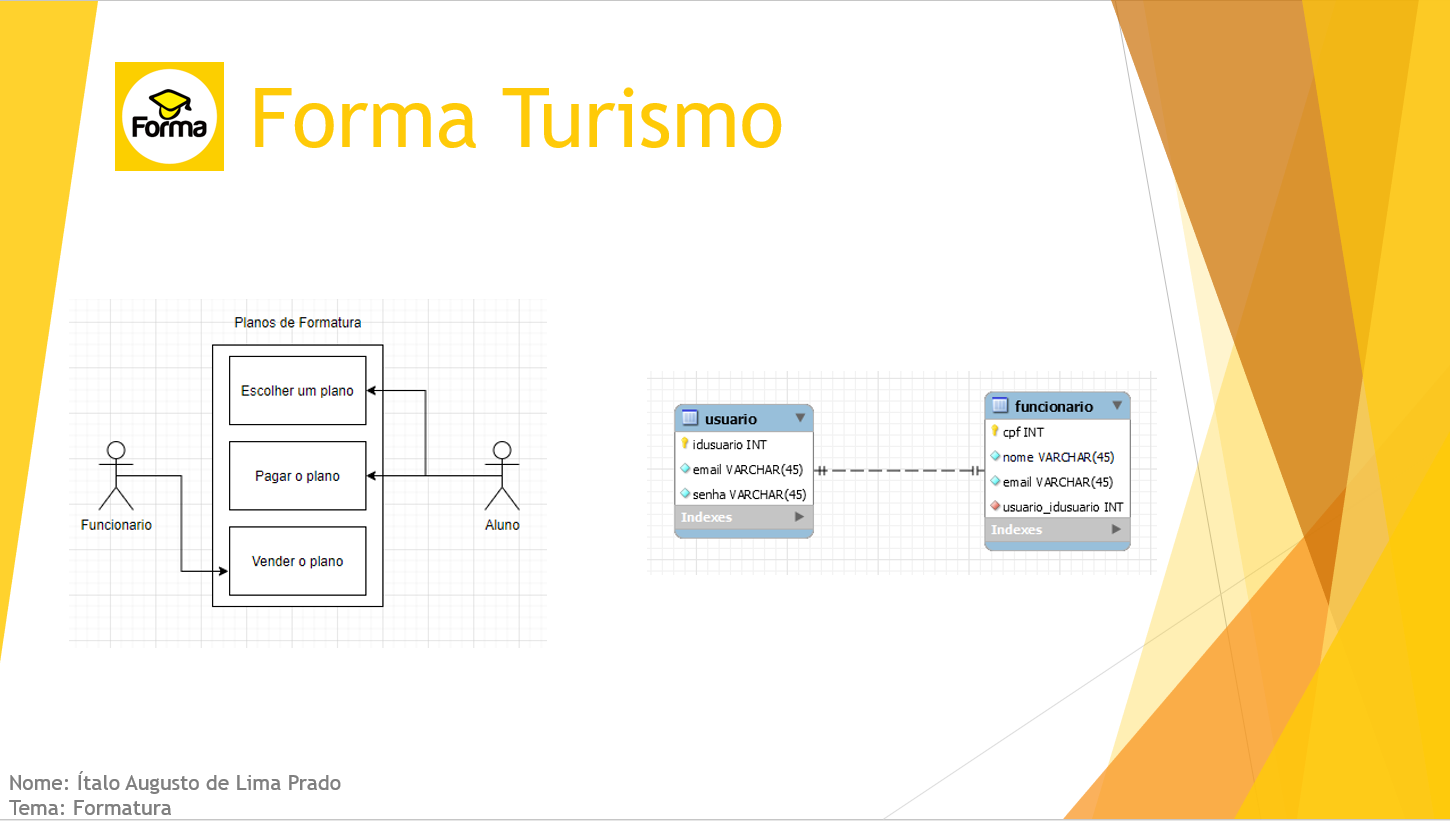 Forma
Forma Turismo
Planos de Formatura
Escolher um plano
Pagar o plano
Vender o plano
Funcionario
Aluno
usuario
idusuario INT
email VARCHAR(45)
senha VARCHAR(45)
Indexes
funcionario
cpf INT
nome VARCHAR(45)
email VARCHAR(45)
usuario_idusuario INT
Indexes
Nome: Ítalo Augusto de Lima Prado
Tema: Formatura